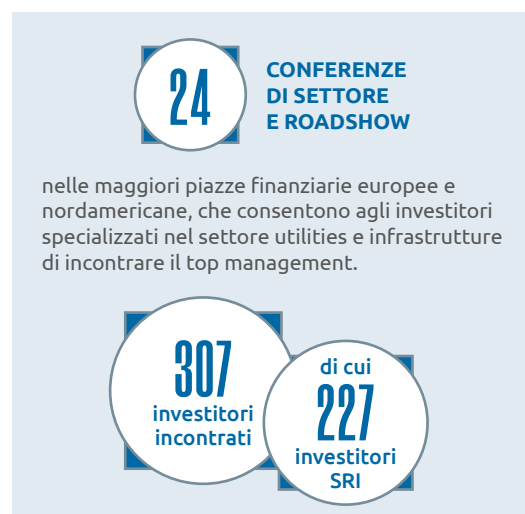 24
CONFERENZE
DI SETTORE
E ROADSHOW
nelle maggiori piazze finanziarie europee e
nordamericane, che consentono agli investitori
specializzati nel settore utilities e infrastrutture
di incontrare il top management.
307
investitori
incontrati
di cui
227
investitori
SRI